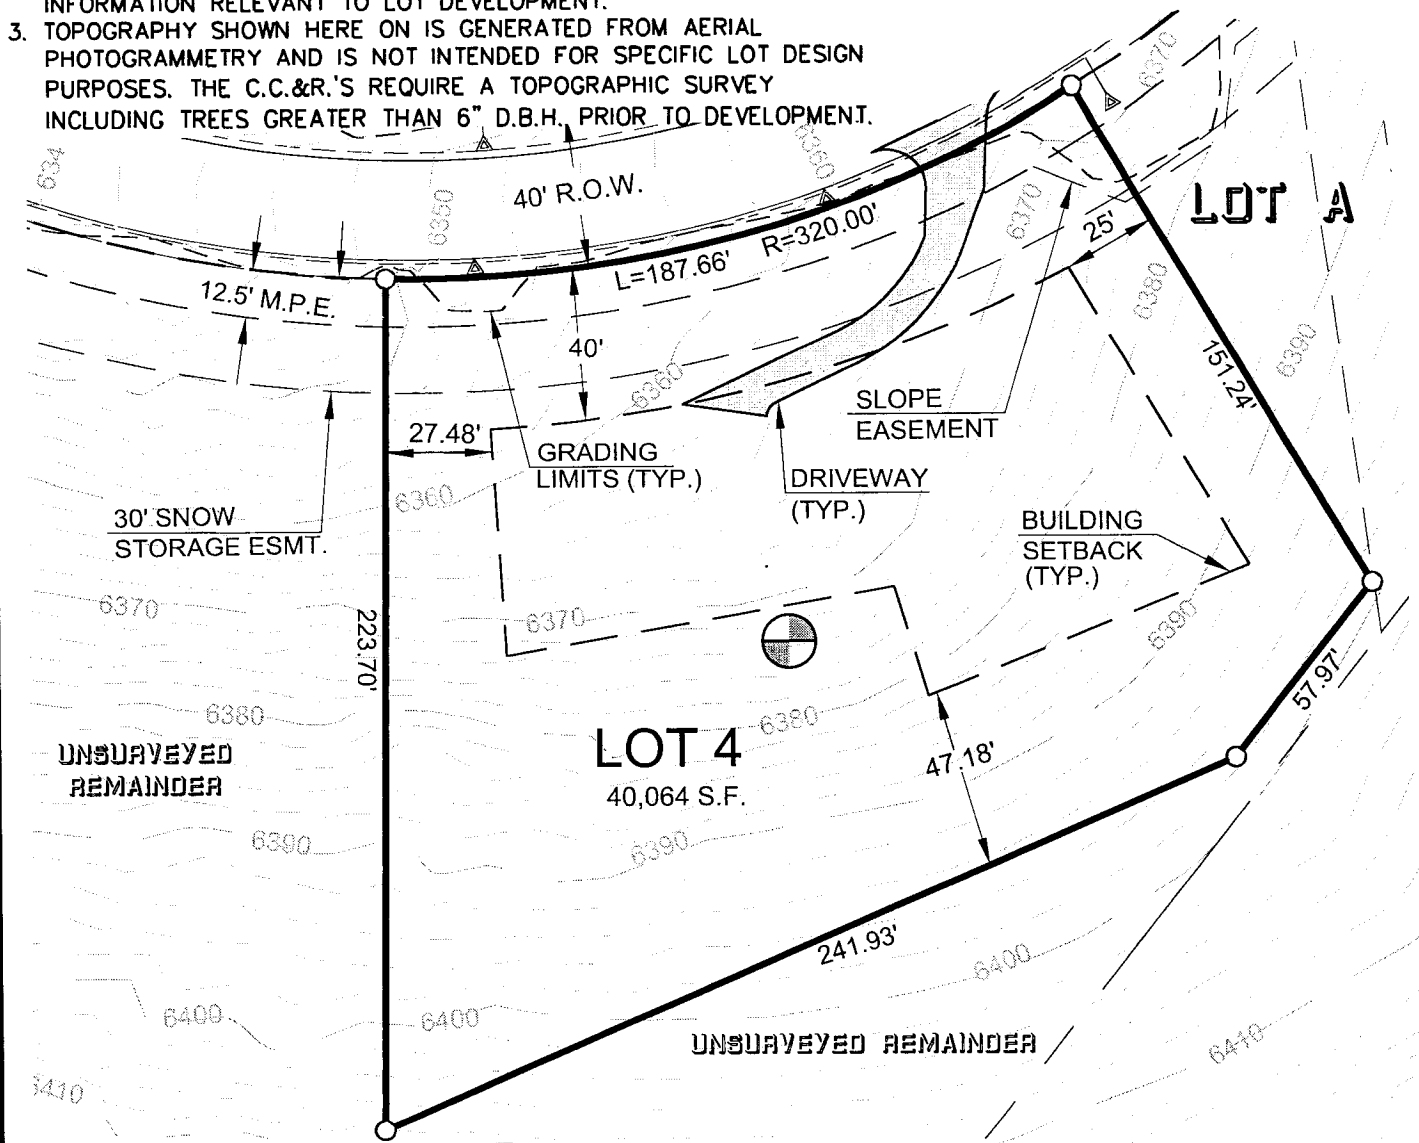 INFORMATION RELEVANT TO LOT DEVELOPMENT.
3. TOPOGRAPHY SHOWN HERE ON IS GENERATED FROM AERIAL
PHOTOGRAMMETRY AND IS NOT INTENDED FOR SPECIFIC LOT DESIGN
PURPOSES. THE C.C.&R.'S REQUIRE A TOPOGRAPHIC SURVEY
INCLUDING TREES GREATER THAN 6" D.B.H. PRIOR TO DEVELOPMENT.
6370
634
6350
40' R.O.W.
6360
6370
LOT A
25'
R=320.00'
L=187.66'
12.5' M.P.E.
6380
40'
6360
151.24'
6390
SLOPE
EASEMENT
27.48'
GRADING
LIMITS (TYP.)
DRIVEWAY
(TYP.)
6360
30' SNOW
STORAGE ESMT.
BUILDING
SETBACK
(TYP.)
6370
6370
6390
223.70'
57.97'
6380
6380
UNSURVEYED
REMAINDER
LOT 4
40,064 S.F.
47.18'
6390
6390
241.93'
6400
6400
6400
UNSURVEYED REMAINDER
6410
6410